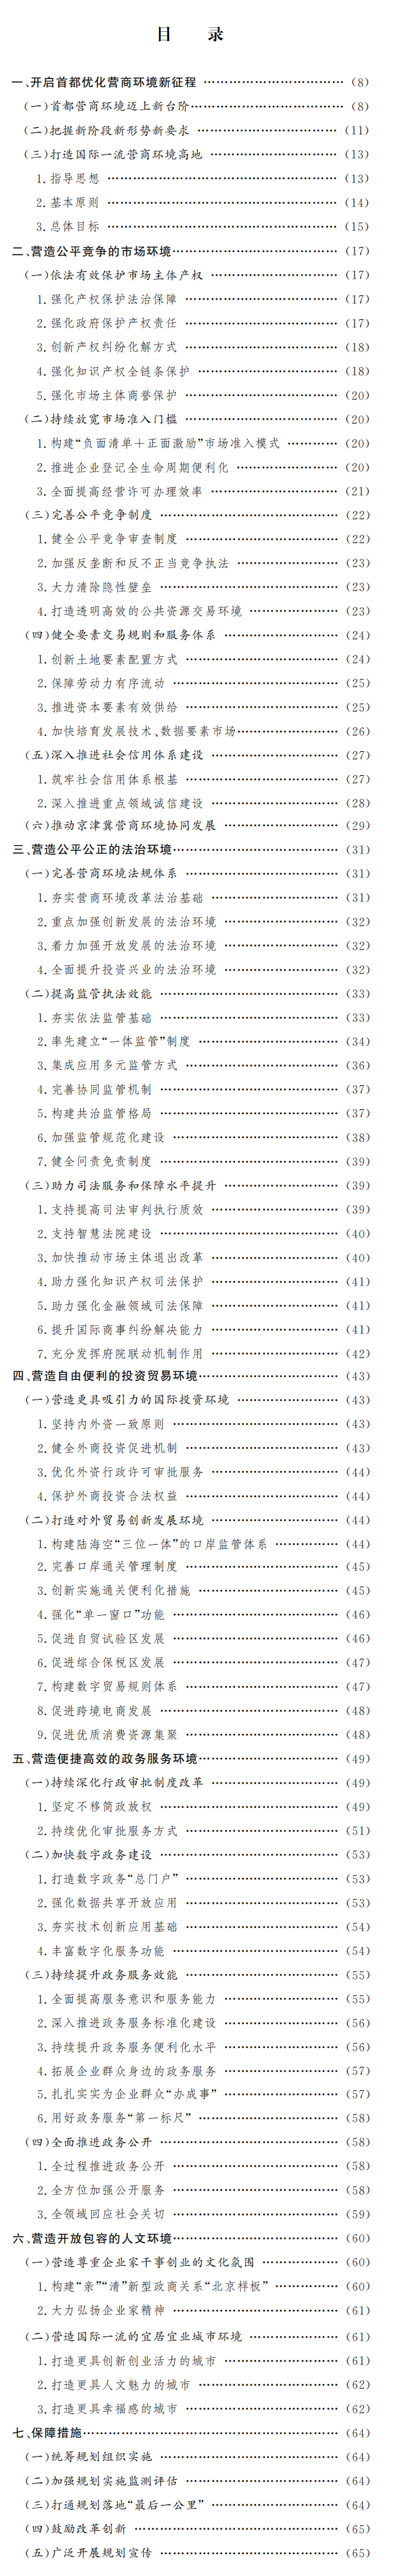 目　录
一、开启首都优化营商环境新征程 ……………………………（8）
（一）首都营商环境迈上新台阶……………………………（8）
（二）把握新阶段新形势新要求 ……………………………（11）
（三）打造国际一流营商环境高地 ……………………………（13）
1. 指导思想 ……………………………（13）
2. 基本原则 ……………………………（14）
3. 总体目标 ……………………………（15）
二、营造公平竞争的市场环境……………………………（17）
（一）依法有效保护市场主体产权 ……………………………（17）
1. 强化产权保护法治保障 ……………………………（17）
2. 强化政府保护产权责任 ……………………………（17）
3. 创新产权纠纷化解方式 ……………………………（18）
4. 强化知识产权全链条保护 ……………………………（18）
5. 强化市场主体商誉保护 ……………………………（20）
（二）持续放宽市场准入门槛 ……………………………（20）
1. 构建“负面清单＋正面激励”市场准入模式 …………（20）
2. 推进企业登记全生命周期便利化 ……………………（20）
3. 全面提高经营许可办理效率 ……………………………（21）
（三）完善公平竞争制度 ……………………………（22）
1. 健全公平竞争审查制度 ……………………………（22）
2. 加强反垄断和反不正当竞争执法 ……………………（23）
3. 大力清除隐性壁垒 ……………………………（23）
4. 打造透明高效的公共资源交易环境 …………………（23）
（四）健全要素交易规则和服务体系 ……………………（24）
1. 创新土地要素配置方式 ……………………………（24）
2. 保障劳动力有序流动 ……………………………（25）
3. 推进资本要素有效供给 ……………………………（25）
4. 加快培育发展技术、数据要素市场……………………（26）
（五）深入推进社会信用体系建设 ……………………………（27）
1. 筑牢社会信用体系根基 ……………………………（27）
2. 深入推进重点领域诚信建设 ……………………………（28）
（六）推动京津冀营商环境协同发展 ……………………（29）
三、营造公平公正的法治环境……………………………（31）
（一）完善营商环境法规体系 ……………………………（31）
1. 夯实营商环境改革法治基础 ……………………………（31）
2. 重点加强创新发展的法治环境 ……………………（32）
3. 着力加强开放发展的法治环境 ……………………（32）
4. 全面提升投资兴业的法治环境 ……………………（32）
（二）提高监管执法效能 ……………………………（33）
1. 夯实依法监管基础 ……………………………（33）
2. 率先建立“一体监管”制度 ……………………………（34）
3. 集成应用多元监管方式 ……………………………（36）
4. 完善协同监管机制 ……………………………（37）
5. 构建共治监管格局 ……………………………（37）
6. 加强监管规范化建设 ……………………………（38）
7. 健全问责免责制度 ……………………………（39）
（三）助力司法服务和保障水平提升 ……………………（39）
1. 支持提高司法审判执行质效 ……………………………（39）
2. 支持智慧法院建设 ……………………………（40）
3. 加快推动市场主体退出改革 ……………………………（40）
4. 助力强化知识产权司法保护 ……………………………（41）
5. 助力强化金融领域司法保障 ……………………………（41）
6. 提升国际商事纠纷解决能力 ……………………………（41）
7. 充分发挥府院联动机制作用 ……………………………（42）
四、营造自由便利的投资贸易环境……………………………（43）
（一）营造更具吸引力的国际投资环境 ……………………（43）
1. 坚持内外资一致原则 ……………………………（43）
2. 健全外商投资促进机制 ……………………………（43）
3. 优化外资行政许可审批服务 ……………………………（44）
4. 保护外商投资合法权益 ……………………………（44）
（二）打造对外贸易创新发展环境 ……………………………（44）
1. 构建陆海空“三位一体”的口岸监管体系 ……………（44）
2. 完善口岸通关管理制度 ……………………………（45）
3. 创新实施通关便利化措施 ……………………………（45）
4. 强化“单一窗口”功能 ……………………………（46）
5. 促进自贸试验区发展 ……………………………（46）
6. 促进综合保税区发展 ……………………………（47）
7. 构建数字贸易规则体系 ……………………………（47）
8. 促进跨境电商发展 ……………………………（48）
9. 促进优质消费资源集聚 ……………………………（48）
五、营造便捷高效的政务服务环境……………………………（49）
（一）持续深化行政审批制度改革 ……………………………（49）
1. 坚定不移简政放权 ……………………………（49）
2. 持续优化审批服务方式 ……………………………（51）
（二）加快数字政务建设 ……………………………（53）
1. 打造数字政务“总门户” ……………………………（53）
2. 强化数据共享开放应用 ……………………………（53）
3. 夯实技术创新应用基础 ……………………………（54）
4. 丰富数字化服务功能 ……………………………（54）
（三）持续提升政务服务效能 ……………………………（55）
1. 全面提高服务意识和服务能力 ……………………（55）
2. 深入推进政务服务标准化建设 ……………………（56）
3. 持续提升政务服务便利化水平 ……………………（56）
4. 拓展企业群众身边的政务服务 ……………………（57）
5. 扎扎实实为企业群众“办成事” ……………………（57）
6. 用好政务服务“第一标尺” ……………………………（58）
（四）全面推进政务公开 ……………………………（58）
1. 全过程推进政务公开 ……………………………（58）
2. 全方位加强公开服务 ……………………………（58）
3. 全领域回应社会关切 ……………………………（59）
六、营造开放包容的人文环境……………………………（60）
（一）营造尊重企业家干事创业的文化氛围 ………………（60）
1. 构建“亲”“清”新型政商关系“北京样板” ……………（60）
2. 大力弘扬企业家精神 ……………………………（61）
（二）营造国际一流的宜居宜业城市环境 …………………（61）
1. 打造更具创新创业活力的城市 ……………………（61）
2. 打造更具人文魅力的城市 ……………………………（62）
3. 打造更具幸福感的城市 ……………………………（62）
七、保障措施……………………………（64）
（一）统筹规划组织实施 ……………………………（64）
（二）加强规划实施监测评估 ……………………………（64）
（三）打通规划落地“最后一公里” ……………………………（64）
（四）鼓励改革创新 ……………………………（65）
（五）广泛开展规划宣传 ……………………………（65）